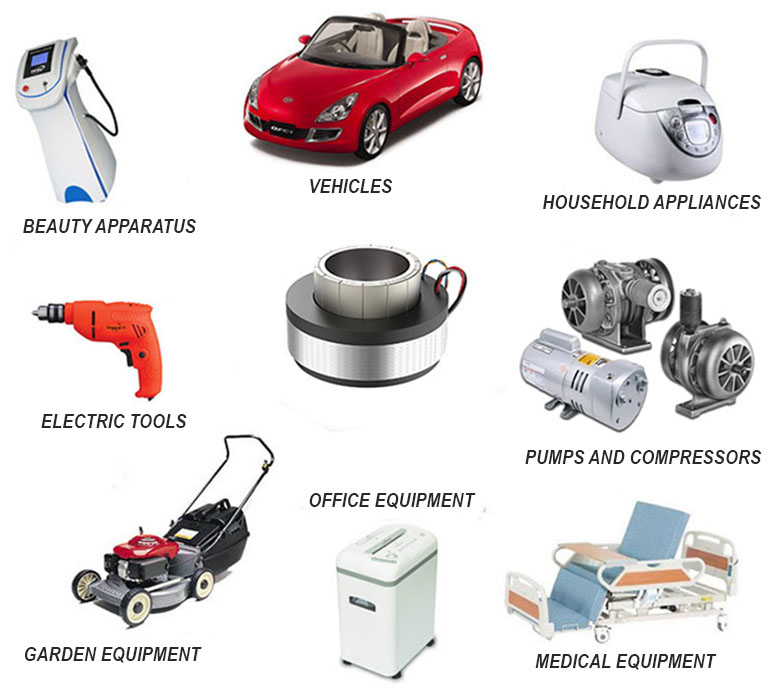 VEHICLES
HOUSEHOLD APPLIANCES
BEAUTY APPARATUS
ELECTRIC TOOLS
PUMPS AND COMPRESSORS
OFFICE EQUIPMENT
GARDEN EQUIPMENT
MEDICAL EQUIPMENT